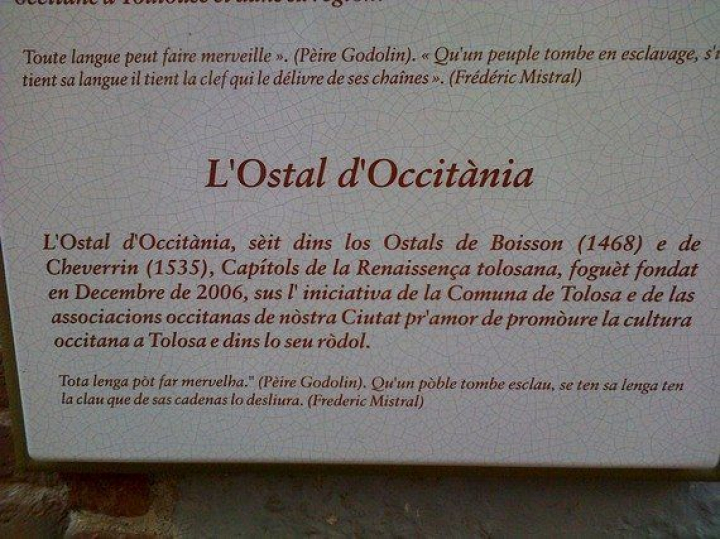 Toute langue peut faire merveille ». (Pèire Godolin). « Qu'un peuple tombe en esclavage, s'i
tient sa langue il tient la clef qui le délivre de ses chaînes ». (Frédéric Mistral)
L'Ostal d'Occitània
L'Ostal d'Occitània, sèit dins los Ostals de Boisson (1468) e de
Cheverrin (1535), Capítols de la Renaissença tolosana, foguèt fondat
en Decembre de 2006, sus l' iniciativa de la Comuna de Tolosa e de las
associacions occitanas de nòstra Ciutat pr'amor de promòure la cultura
occitana a Tolosa e dins lo seu ròdol.
Tota lenga pòt far mervelha." (Pèire Godolin). Qu'un pòble tombe esclau, se ten sa lenga ten
la clau que de sas cadenas lo desliura. (Frederic Mistral)